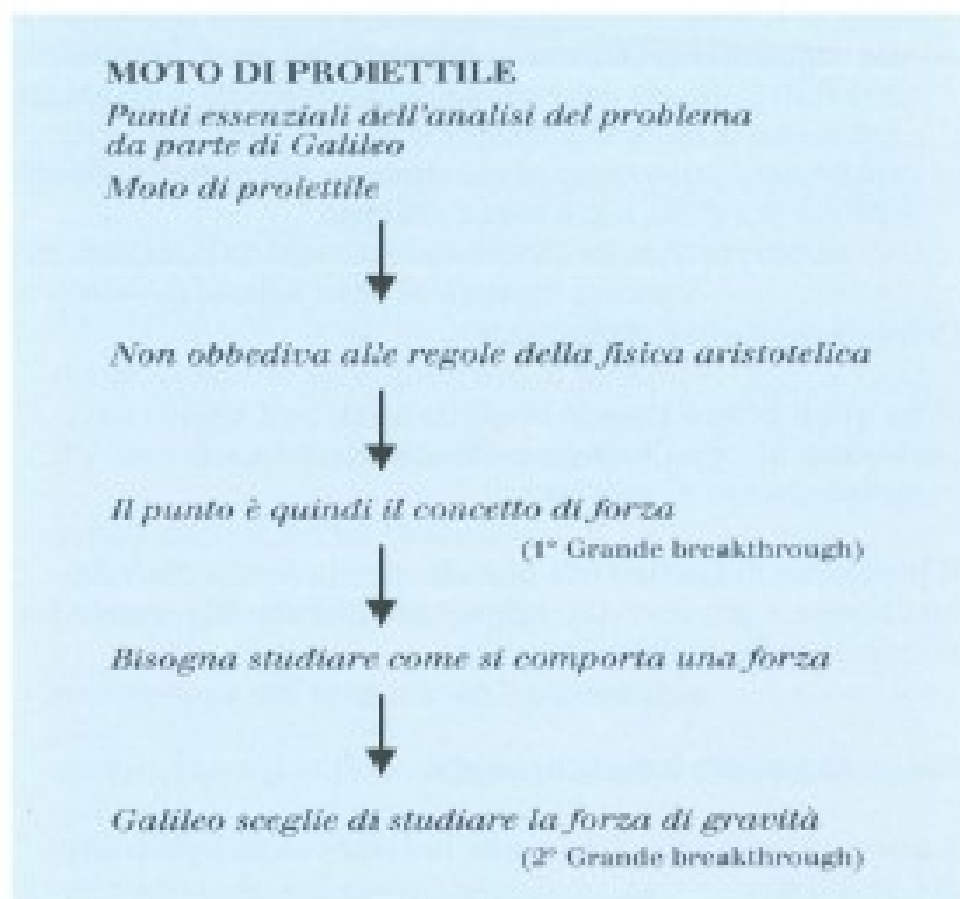 MOTO DI PROIETTILE
Punti essenziali dell'analisi del problema
da parte di Galileo
Moto di proiettile
Non obbediva alle regole della fisica aristotelica
Il punto è quindi il concetto di forza
(1° Grande breakthrough)
Bisogna studiare come si comporta una forza
Galileo sceglie di studiare la forza di gravità
(2° Grande breakthrough)